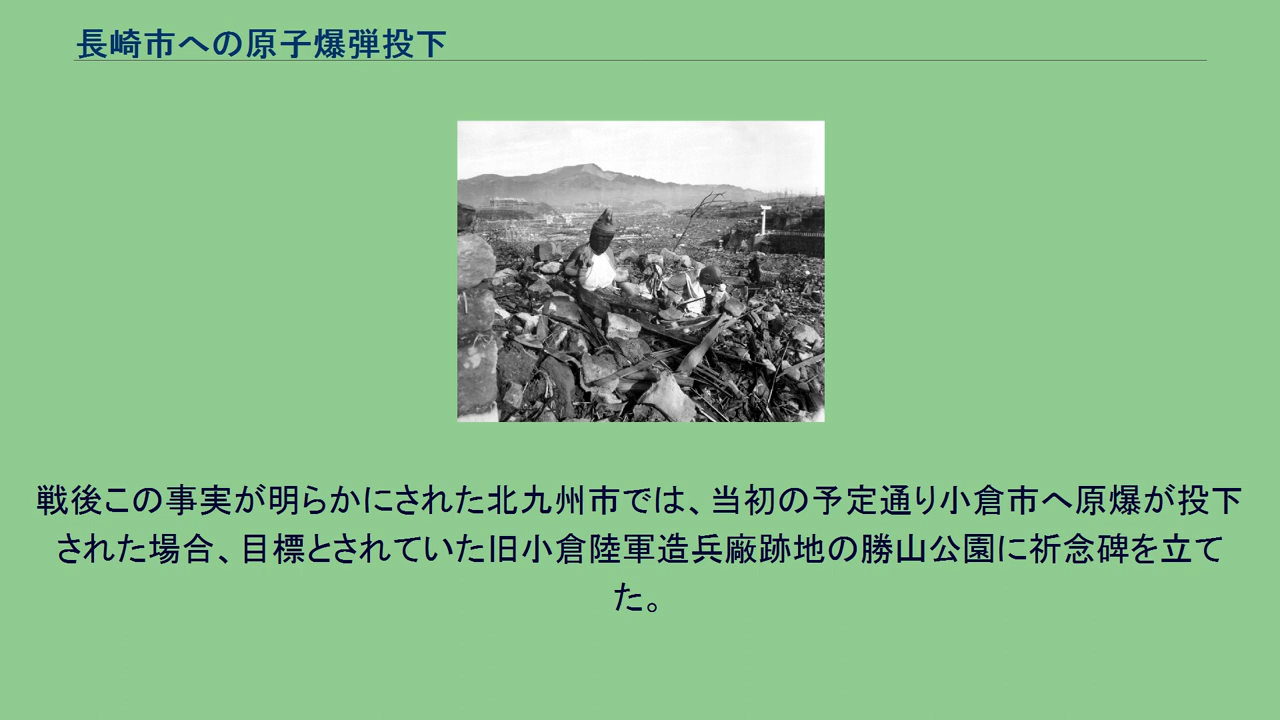 長崎市への原子爆弾投下
戦後この事実が明らかにされた北九州市では、当初の予定通り小倉市へ原爆が投下
された場合、目標とされていた旧小倉陸軍造兵廠跡地の勝山公園に祈念碑を立て
た。